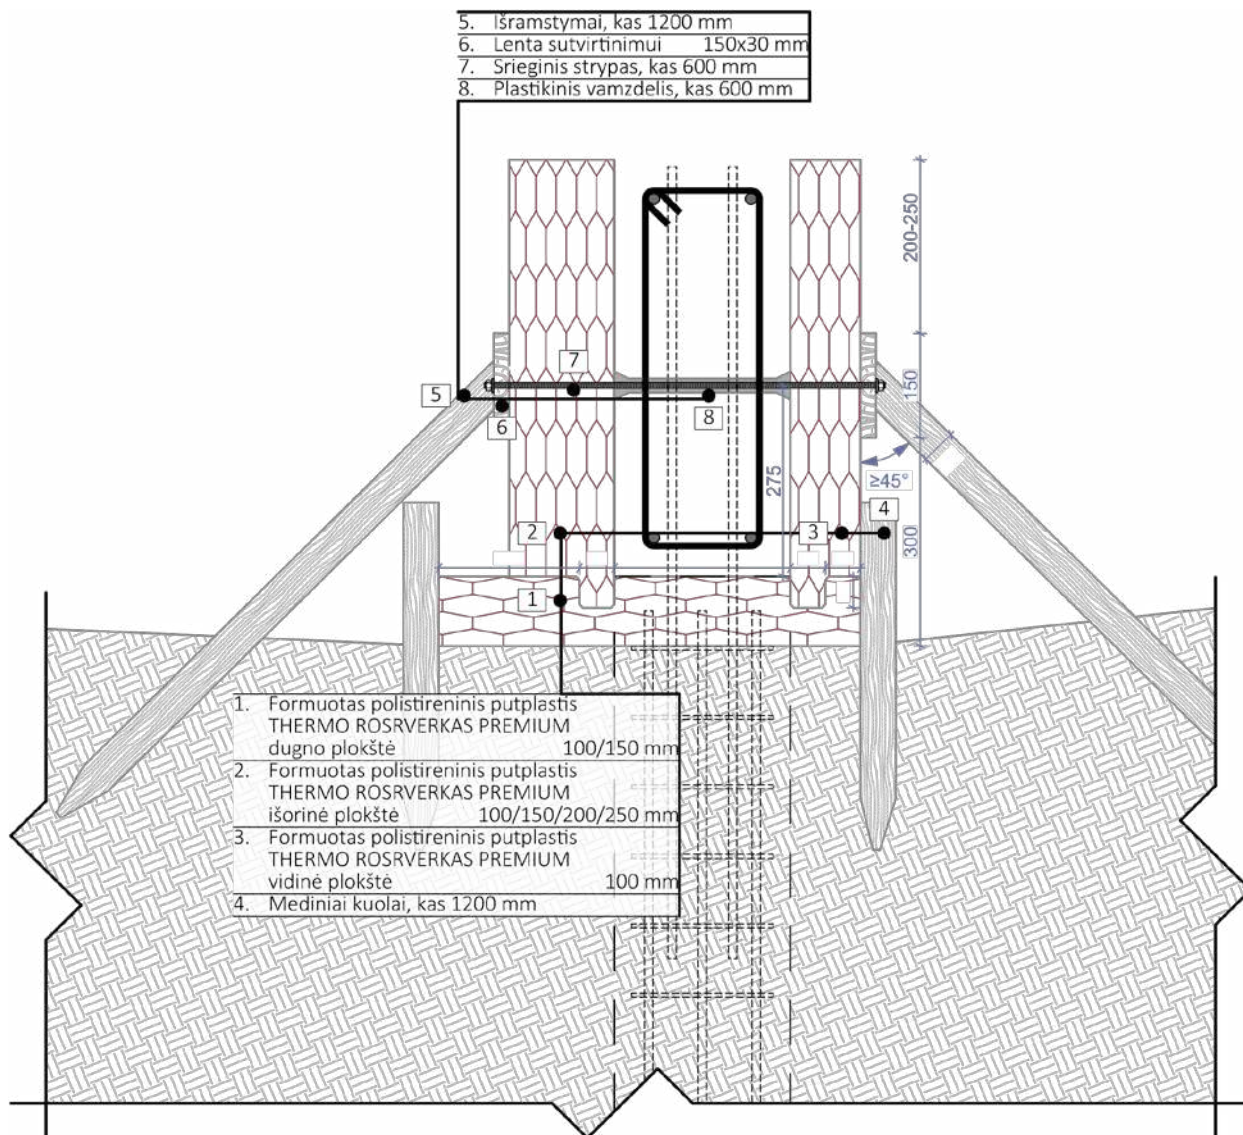 5. Išramstymai, kas 1200 mm
6. Lenta sutvirtinimui 150x30 mm
7. Srieginis strypas, kas 600 mm
8. Plastikinis vamzdelis, kas 600 mm
200-250
7
5
150
6
8
275
≥45°
4
2
3
300
1
1. Formuotas polistireninis putplastis
THERMO ROSRVERKAS PREMIUM
dugno plokštė 100/150 mm
2. Formuotas polistireninis putplastis
THERMO ROSRVERKAS PREMIUM
išorinė plokštė 100/150/200/250 mm
3. Formuotas polistireninis putplastis
THERMO ROSRVERKAS PREMIUM
vidinė plokštė 100 mm
4. Mediniai kuolai, kas 1200 mm